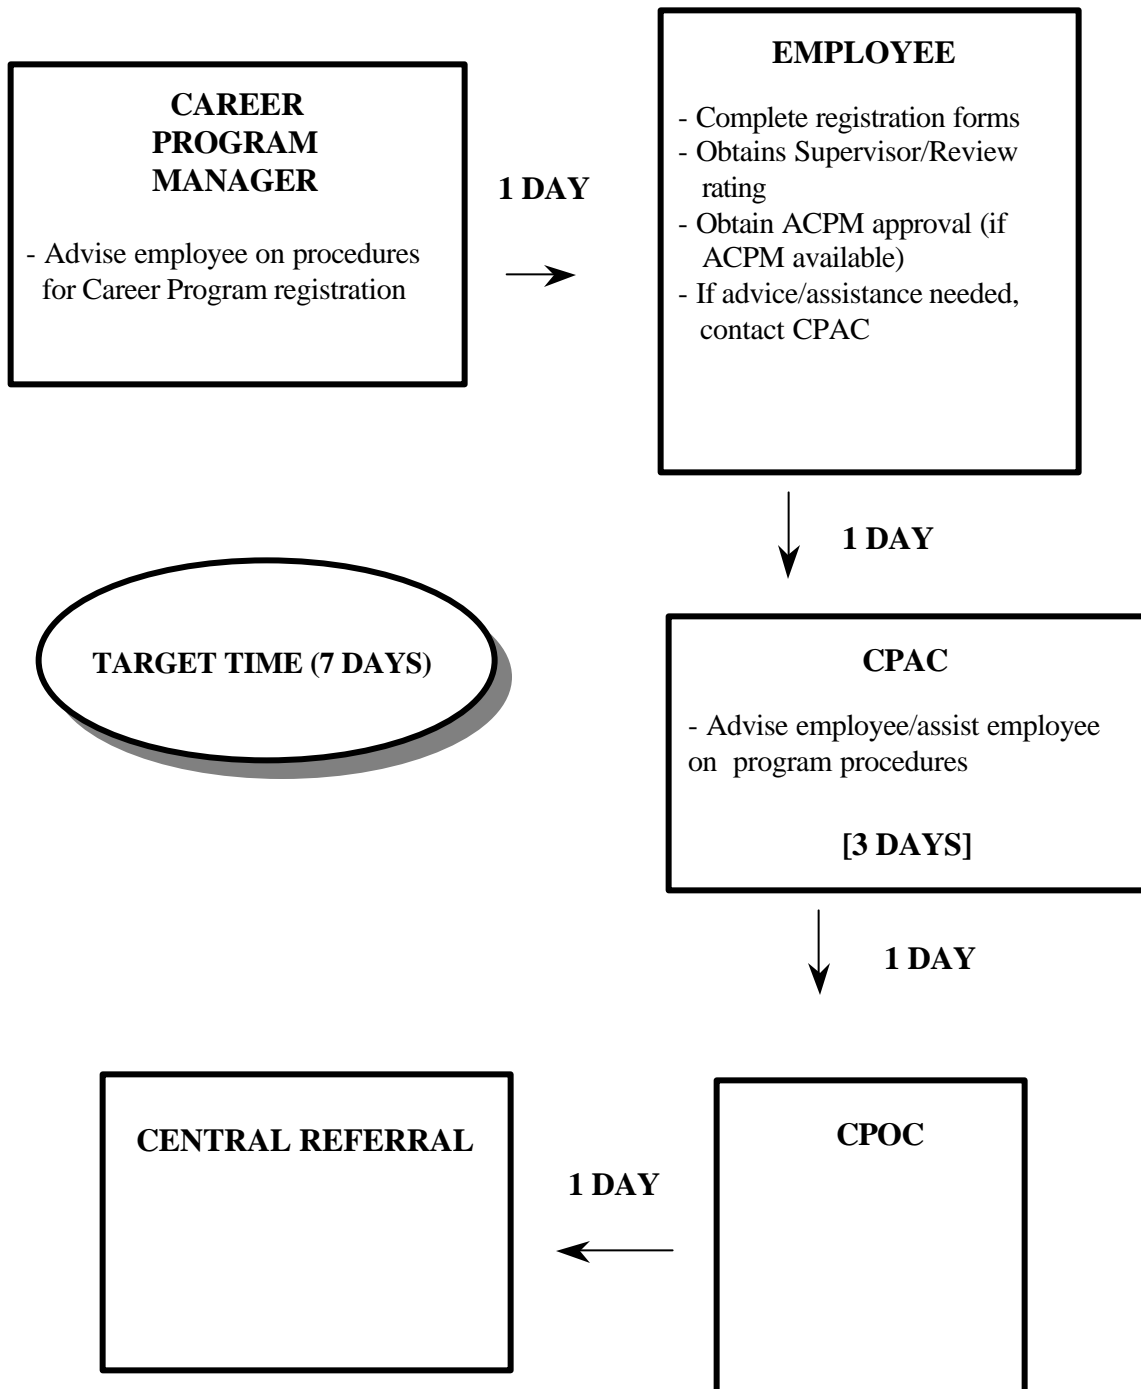 CAREER
PROGRAM
MANAGER
- Advise employee on procedures
for Career Program registration
1 DAY
EMPLOYEE
- Complete registration forms
- Obtains Supervisor/Review
rating
- Obtain ACPM approval (if
ACPM available)
- If advice/assistance needed,
contact CPAC
1 DAY
TARGET TIME (7 DAYS)
CPAC
- Advise employee/assist employee
on program procedures
[3 DAYS]
1 DAY
CENTRAL REFERRAL
1 DAY
CPOC